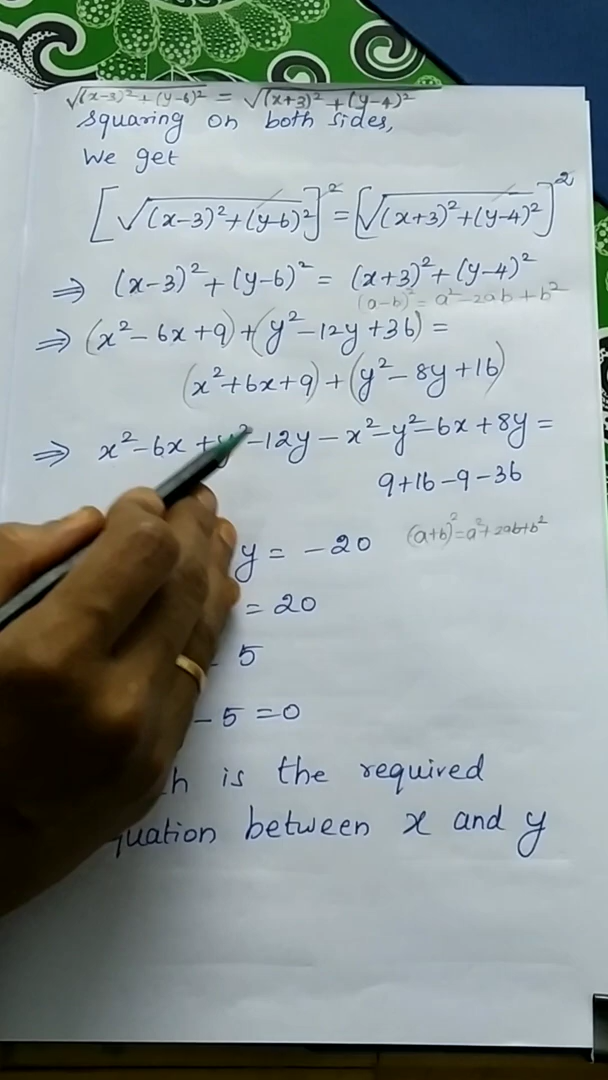 √(x-3)²+(y-6)² = √(x+3)²+(y-4)²
squaring on both sides,
We get
[√(x-3)²+(y-6)²]² = [√(x+3)²+(y-4)²]²
⇒ (x-3)²+(y-6)² = (x+3)²+(y-4)²
(a-b)² = a²-2ab+b²
⇒ (x²-6x+9)+(y²-12y+36) =
(x²+6x+9)+(y²-8y+16)
⇒ x²-6x+y²-12y-x²-y²-6x+8y =
9+16-9-36
y = -20
(a+b)²=a²+2ab+b²
= 20
5
-5=0
is the required
between x and y